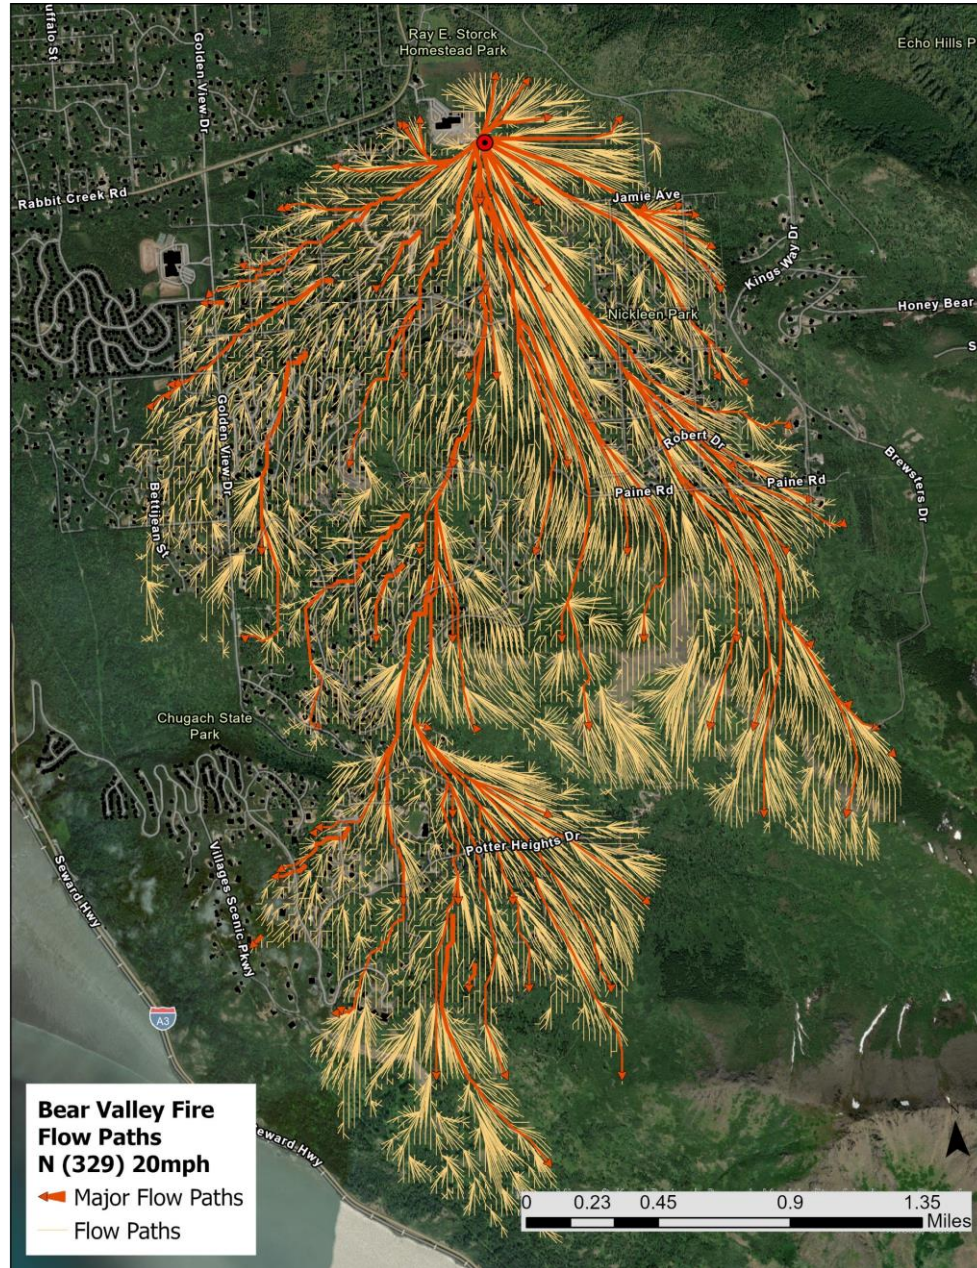 uffalo St
Golden View Dr
Ray E. Storck
Homestead Park
Echo Hills P
Rabbit Creek Rd
Jamie Ave
Kings Way Dr
Honey Bear
Nickleen Park
S
Golden View Dr
Robert Dr
Brewsters Dr
Paine Rd
Paine Rd
Bettijean St
Chugach State
Park
Potter Heights Dr
Seward Hwy
Villages Scenic Pkwy
A3
Seward Hwy
Bear Valley Fire
Flow Paths
N (329) 20mph
Major Flow Paths
Flow Paths
0 0.23 0.45 0.9 1.35
Miles